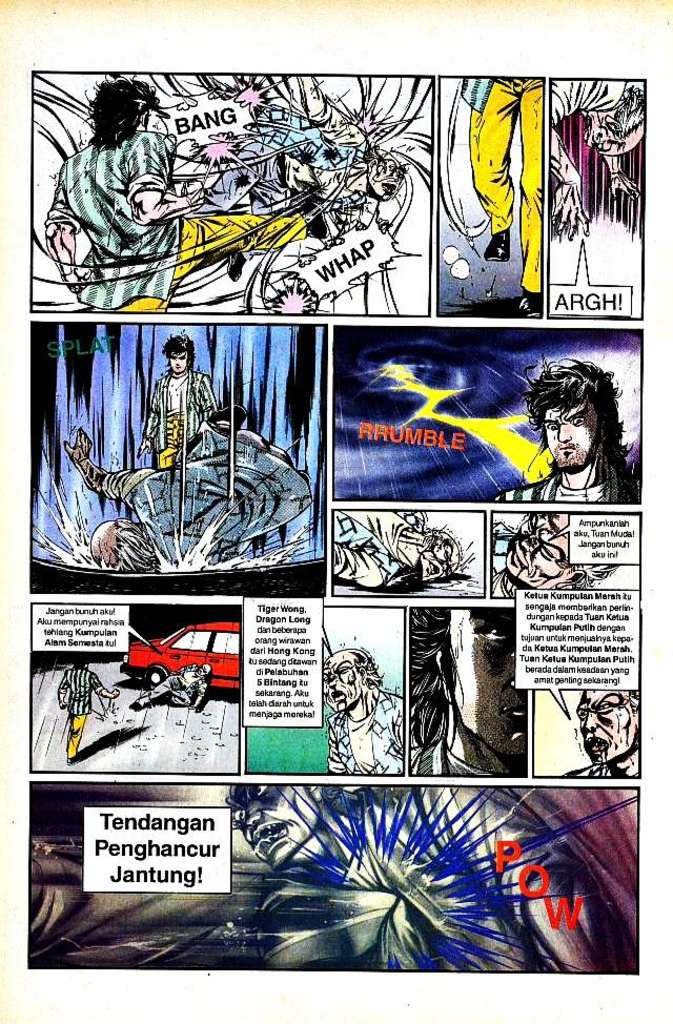 BANG
WHAP
ARGH!
SPLAT
RRUMBLE
Ampunkanlah
aku, Tuan Muda!
Jangan bunuh
aku ini!
Jangan bunuh aku!
Aku mempunyai rahsia
tentang Kumpulan
Alam Semesta itu!
Tiger Wong,
Dragon Long
dan beberapa
orang wirawan
dari Hong Kong
itu sedang ditawan
di Pelabuhan
5 Bintang itu
sekarang. Aku
telah diarah untuk
menjaga mereka!
Ketua Kumpulan Merah itu
sengaja memberikan perlin-
dungan kepada Tuan Ketua
Kumpulan Putih dengan
tujuan untuk menjualnya kepa-
da Kumpulan Merah.
Tuan Ketua Kumpulan Putih
berada dalam keadaan yang
amat genting sekarang!
Tendangan
Penghancur
Jantung!
POW